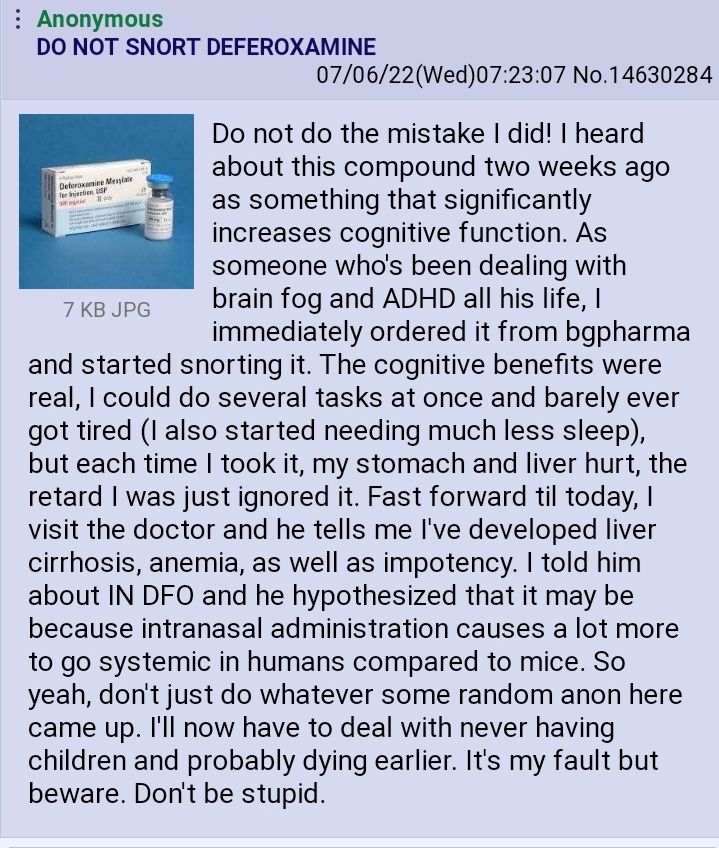 Anonymous
DO NOT SNORT DEFEROXAMINE
07/06/22(Wed)07:23:07 No.14630284
Deferoxamine Mesylate
for Injection, USP
500 mg/vial
7 KB JPG
Do not do the mistake I did! I heard
about this compound two weeks ago
as something that significantly
increases cognitive function. As
someone who's been dealing with
brain fog and ADHD all his life, I
immediately ordered it from bgpharma
and started snorting it. The cognitive benefits were
real, I could do several tasks at once and barely ever
got tired (I also started needing much less sleep),
but each time I took it, my stomach and liver hurt, the
retard I was just ignored it. Fast forward til today, I
visit the doctor and he tells me I've developed liver
cirrhosis, anemia, as well as impotency. I told him
about IN DFO and he hypothesized that it may be
because intranasal administration causes a lot more
to go systemic in humans compared to mice. So
yeah, don't just do whatever some random anon here
came up. I'll now have to deal with never having
children and probably dying earlier. It's my fault but
beware. Don't be stupid.